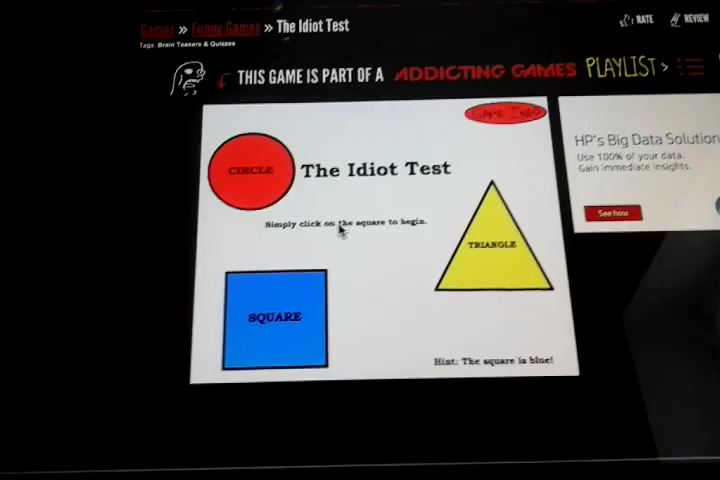 Games » Funny Games » The Idiot Test
RATE
REVIEW
Tags: Brain Teasers & Quizzes
THIS GAME IS PART OF A ADDICTING GAMES PLAYLIST >
GAME INFO
CIRCLE
The Idiot Test
Simply click on the square to begin.
TRIANGLE
SQUARE
Hint: The square is blue!
HP's Big Data Solution
Use 100% of your data.
Gain immediate insights.
See how